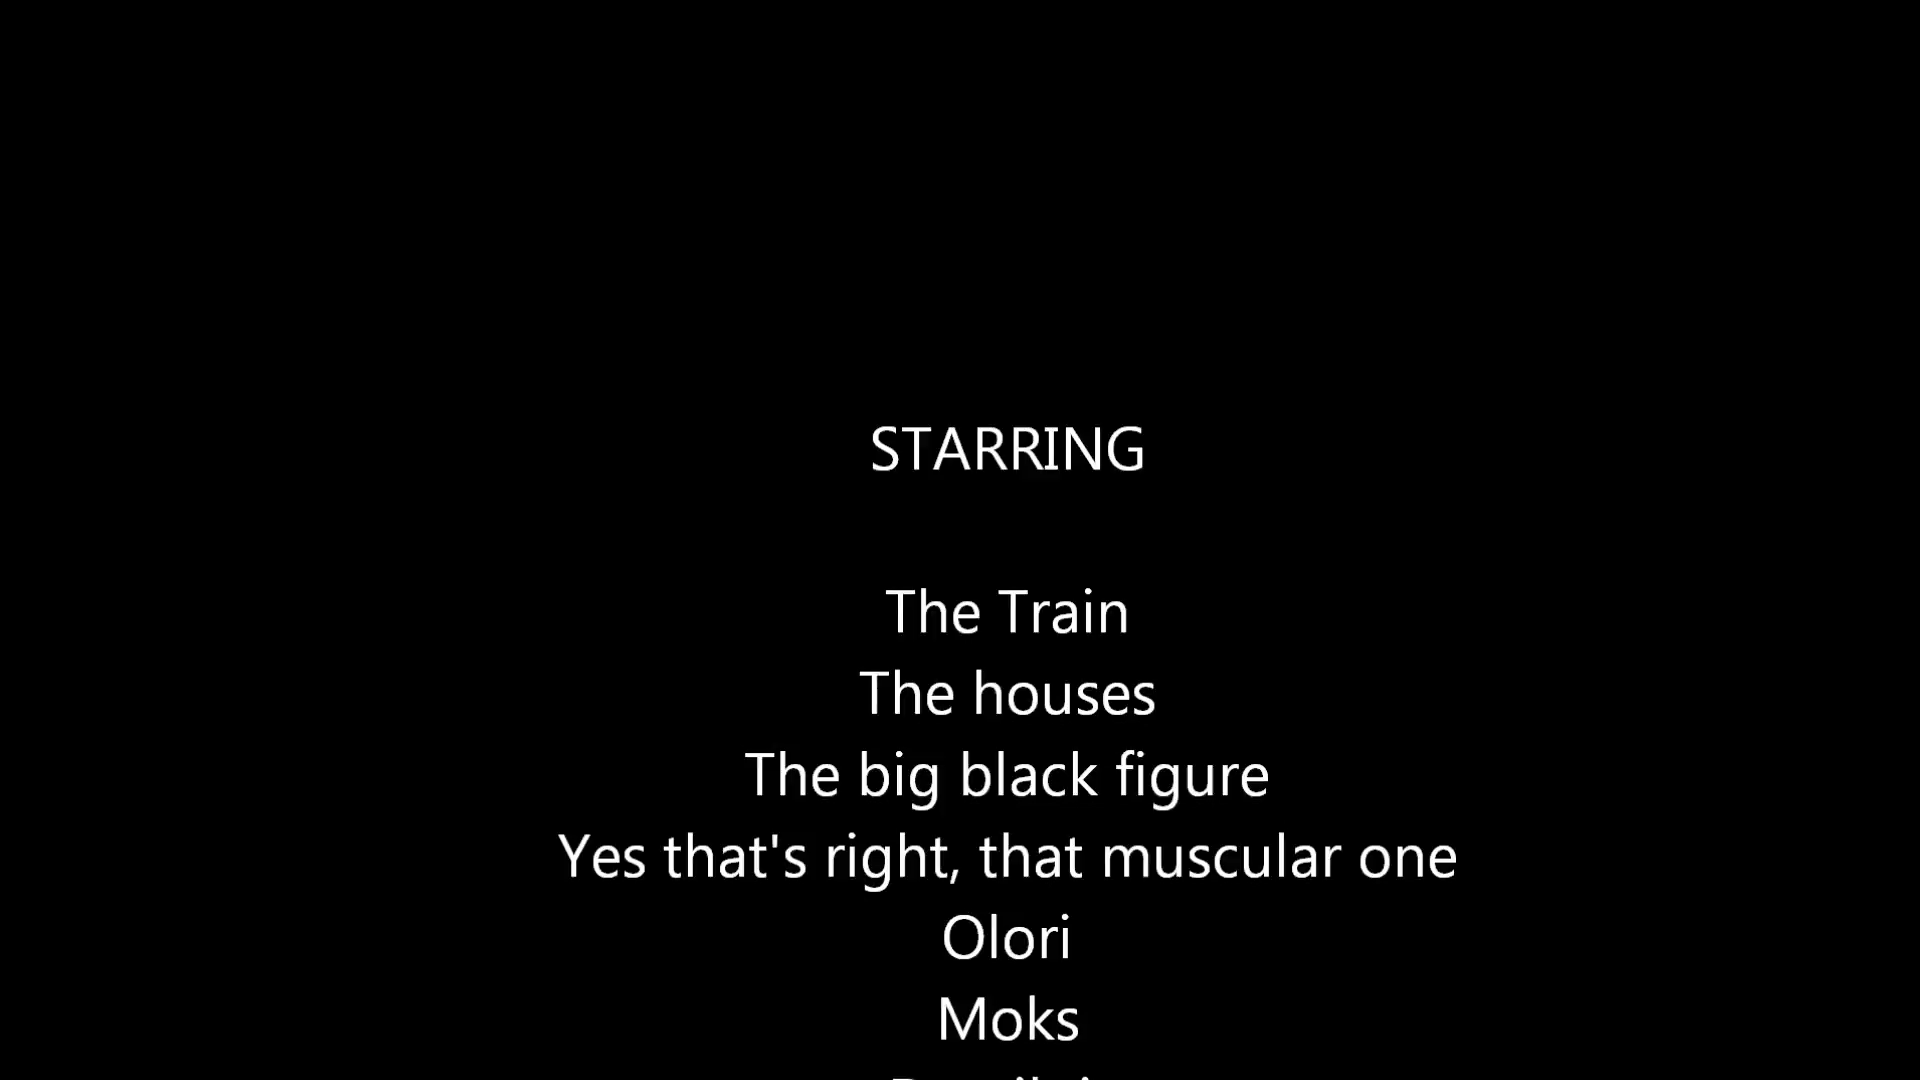 STARRING
The Train
The houses
The big black figure
Yes that's right, that muscular one
Olori
Moks